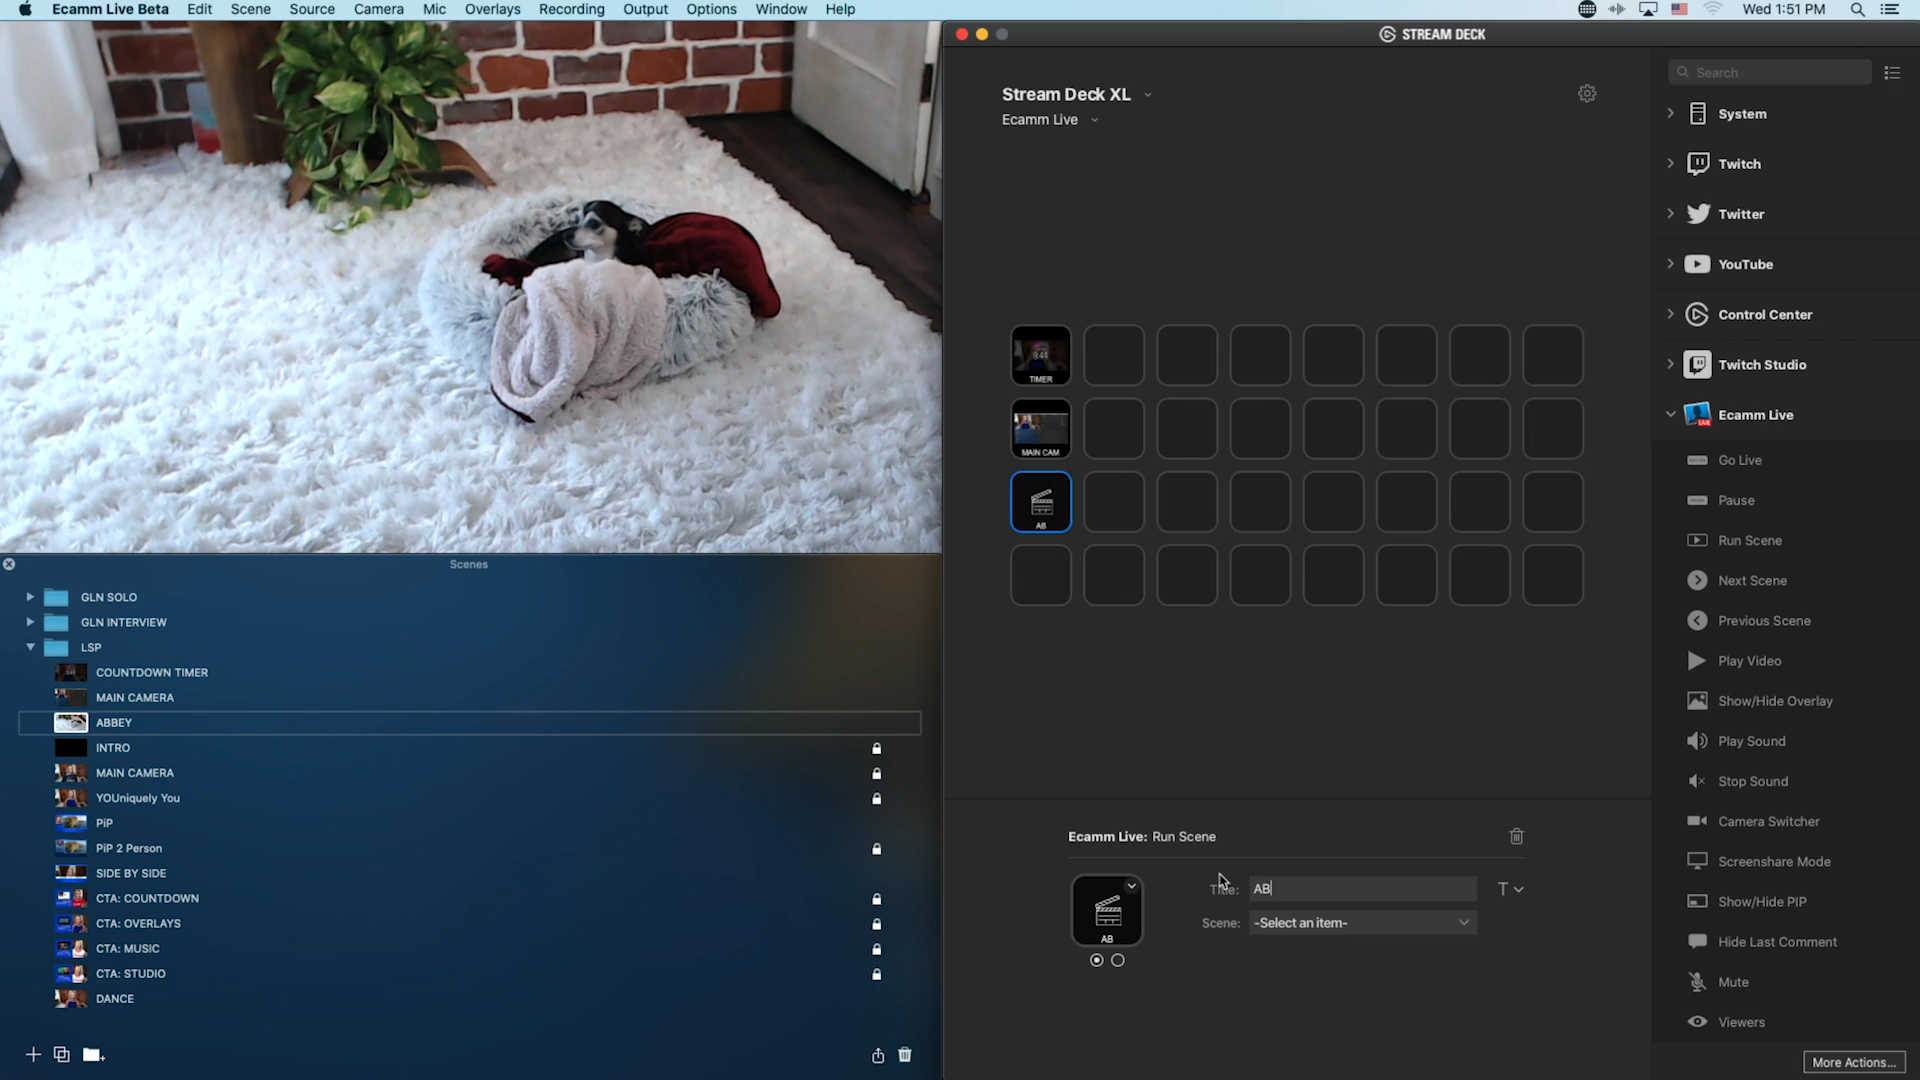 Ecamm Live Beta Edit Scene Source Camera Mic Overlays Recording Output Options Window Help Wed 1:51 PM
STREAM DECK
Stream Deck XL
Ecamm Live
Search
System
Twitch
Twitter
YouTube
Control Center
Twitch Studio
Ecamm Live
Go Live
Pause
Run Scene
Next Scene
Previous Scene
Play Video
Show/Hide Overlay
Play Sound
Stop Sound
Camera Switcher
Screenshare Mode
Show/Hide PIP
Hide Last Comment
Mute
Viewers
More Actions...
9:44
TIMER
MAIN CAM
AB
Ecamm Live: Run Scene
AB
Title: AB
Scene: -Select an item-
T
Scenes
GLN SOLO
GLN INTERVIEW
LSP
COUNTDOWN TIMER
MAIN CAMERA
ABBEY
INTRO
MAIN CAMERA
YOUniquely You
PiP
PiP 2 Person
SIDE BY SIDE
CTA: COUNTDOWN
CTA: OVERLAYS
CTA: MUSIC
CTA: STUDIO
DANCE